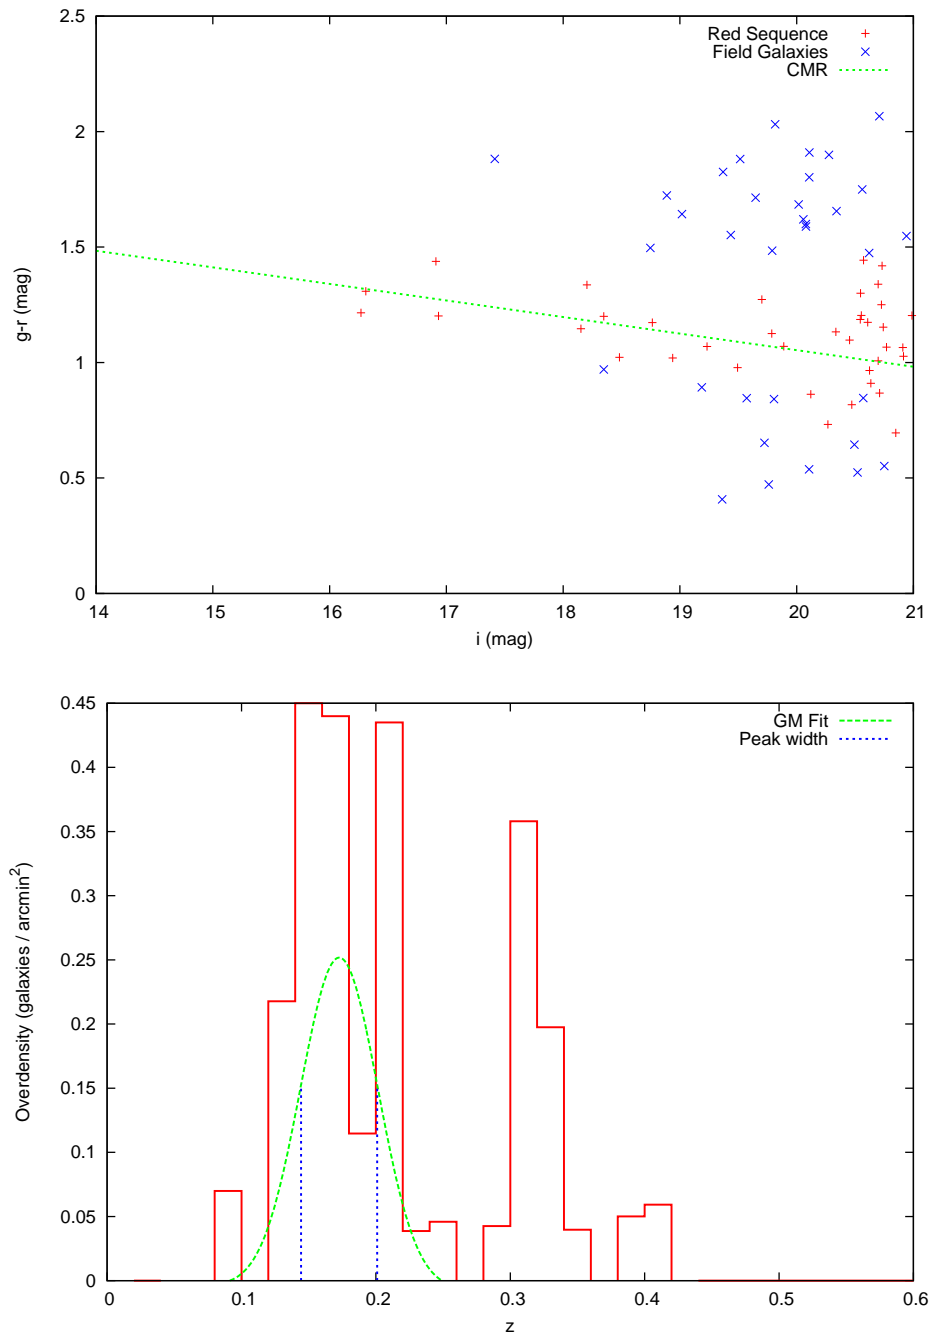 2.5
2
1.5
1
0.5
0
g-r (mag)
Red Sequence
Field Galaxies
CMR
14 15 16 17 18 19 20 21
i (mag)
0.45
0.4
0.35
0.3
0.25
0.2
0.15
0.1
0.05
0
Overdensity (galaxies / arcmin²)
GM Fit
Peak width
0 0.1 0.2 0.3 0.4 0.5 0.6
z